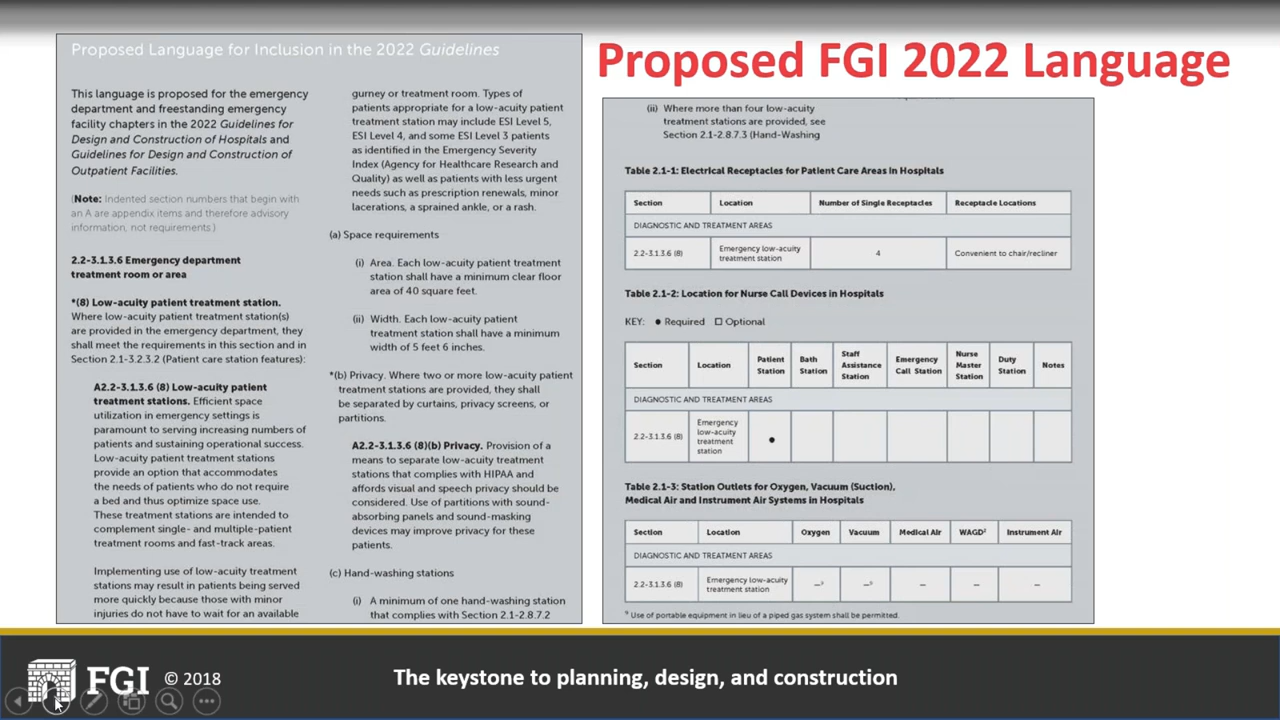 Proposed FGI 2022 Language
Proposed Language for Inclusion in the 2022 Guidelines
This language is proposed for the emergency
department and freestanding emergency
facility chapters in the 2022 Guidelines for
Design and Construction of Hospitals and
Guidelines for Design and Construction of
Outpatient Facilities.
(Note: Indented section numbers that begin with
an A are appendix items and therefore advisory
information, not requirements.)
2.2-3.1.3.6 Emergency department
treatment room or area
*(8) Low-acuity patient treatment station.
Where low-acuity patient treatment station(s)
are provided in the emergency department, they
shall meet the requirements in this section and in
Section 2.1-3.2.3.2 (Patient care station features):
A2.2-3.1.3.6 (8) Low-acuity patient
treatment stations. Efficient space
utilization in emergency settings is
paramount to serving increasing numbers of
patients and sustaining operational success.
Low-acuity patient treatment stations
provide an option that accommodates
the needs of patients who do not require
a bed and thus optimize space use.
These treatment stations are intended to
complement single- and multiple-patient
treatment rooms and fast-track areas.
Implementing use of low-acuity treatment
stations may result in patients being served
more quickly because those with minor
injuries do not have to wait for an available
gurney or treatment room. Types of
patients appropriate for a low-acuity patient
treatment station may include ESI Level 5,
ESI Level 4, and some ESI Level 3 patients
as identified in the Emergency Severity
Index (Agency for Healthcare Research and
Quality) as well as patients with less urgent
needs such as prescription renewals, minor
lacerations, a sprained ankle, or a rash.
(a) Space requirements
(i) Area. Each low-acuity patient treatment
station shall have a minimum clear floor
area of 40 square feet.
(ii) Width. Each low-acuity patient
treatment station shall have a minimum
width of 5 feet 6 inches.
*(b) Privacy. Where two or more low-acuity patient
treatment stations are provided, they shall
be separated by curtains, privacy screens, or
partitions.
A2.2-3.1.3.6 (8)(b) Privacy. Provision of a
means to separate low-acuity treatment
stations that complies with HIPAA and
affords visual and speech privacy should be
considered. Use of partitions with sound-
absorbing panels and sound-masking
devices may improve privacy for these
patients.
(c) Hand-washing stations
(i) A minimum of one hand-washing station
that complies with Section 2.1-2.8.7.2
(ii) Where more than four low-acuity
treatment stations are provided, see
Section 2.1-2.8.7.3 (Hand-Washing
Table 2.1-1: Electrical Receptacles for Patient Care Areas in Hospitals
Section Location Number of Single Receptacles Receptacle Locations
DIAGNOSTIC AND TREATMENT AREAS
2.2-3.1.3.6 (8) Emergency low-acuity treatment station 4 Convenient to chair/recliner
Table 2.1-2: Location for Nurse Call Devices in Hospitals
KEY: ● Required ☐ Optional
Section Location Patient Station Bath Station Staff Assistance Station Emergency Call Station Nurse Master Station Duty Station Notes
DIAGNOSTIC AND TREATMENT AREAS
2.2-3.1.3.6 (8) Emergency low-acuity treatment station ●
Table 2.1-3: Station Outlets for Oxygen, Vacuum (Suction),
Medical Air and Instrument Air Systems in Hospitals
Section Location Oxygen Vacuum Medical Air WAGD Instrument Air
DIAGNOSTIC AND TREATMENT AREAS
2.2-3.1.3.6 (8) Emergency low-acuity treatment station — — — — —
Use of portable equipment in lieu of a piped gas system shall be permitted.
FGI © 2018
The keystone to planning, design, and construction